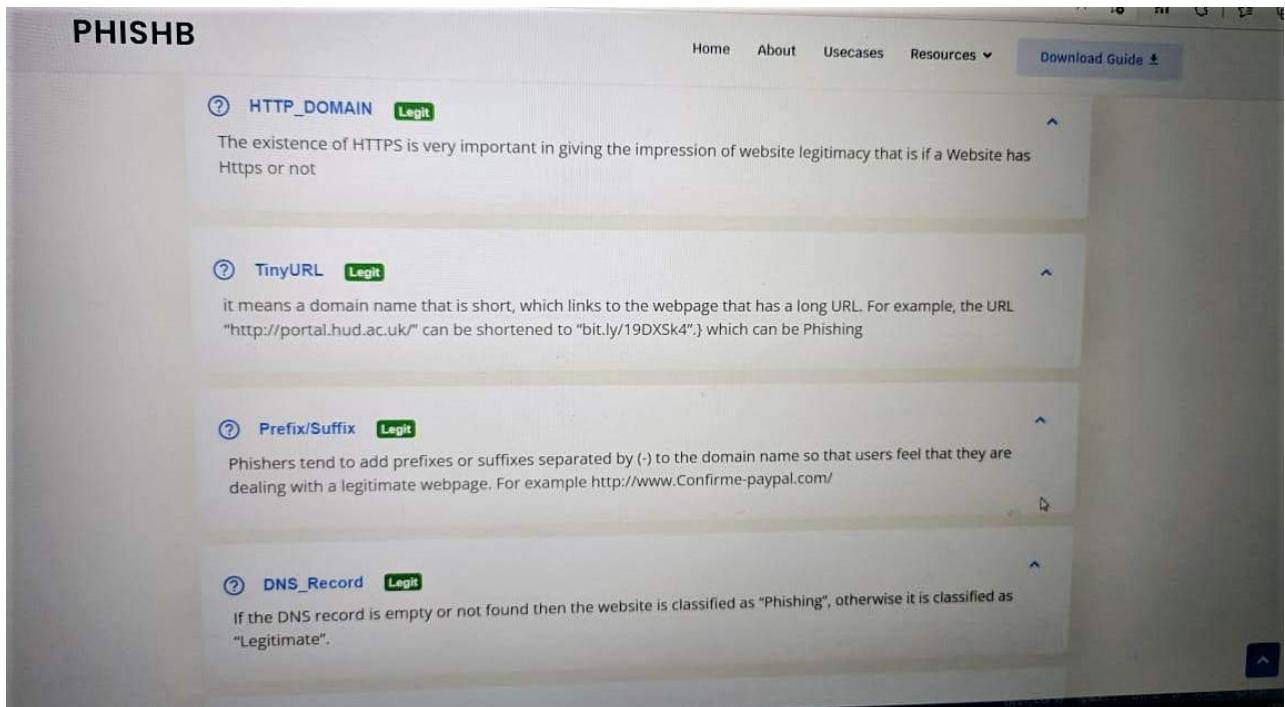 PHISHB
Home About Usecases Resources Download Guide
HTTP_DOMAIN Legit
The existence of HTTPS is very important in giving the impression of website legitimacy that is if a Website has
Https or not
TinyURL Legit
it means a domain name that is short, which links to the webpage that has a long URL. For example, the URL
"http://portal.hud.ac.uk/" can be shortened to "bit.ly/19DXSk4".} which can be Phishing
Prefix/Suffix Legit
Phishers tend to add prefixes or suffixes separated by (-) to the domain name so that users feel that they are
dealing with a legitimate webpage. For example http://www.Confirme-paypal.com/
DNS_Record Legit
If the DNS record is empty or not found then the website is classified as "Phishing", otherwise it is classified as
"Legitimate".